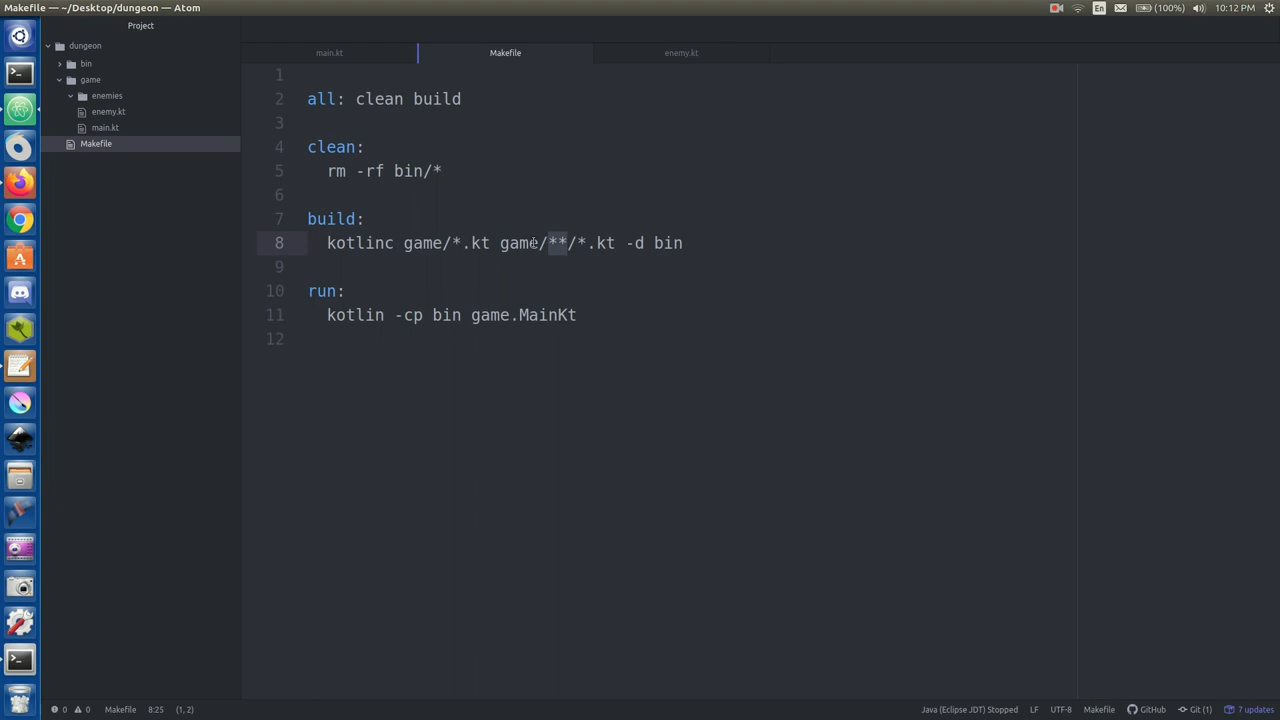 Makefile — ~/Desktop/dungeon — Atom
En
(100%)
10:12 PM
Project
dungeon
bin
game
enemies
enemy.kt
main.kt
Makefile
main.kt
Makefile
enemy.kt
1
2 all: clean build
3
4 clean:
5 rm -rf bin/*
6
7 build:
8 kotlinc game/*.kt game/**/*.kt -d bin
9
10 run:
11 kotlin -cp bin game.MainKt
12
0 0 Makefile 8:25 (1, 2)
Java (Eclipse JDT) Stopped LF UTF-8 Makefile GitHub Git (1) 7 updates